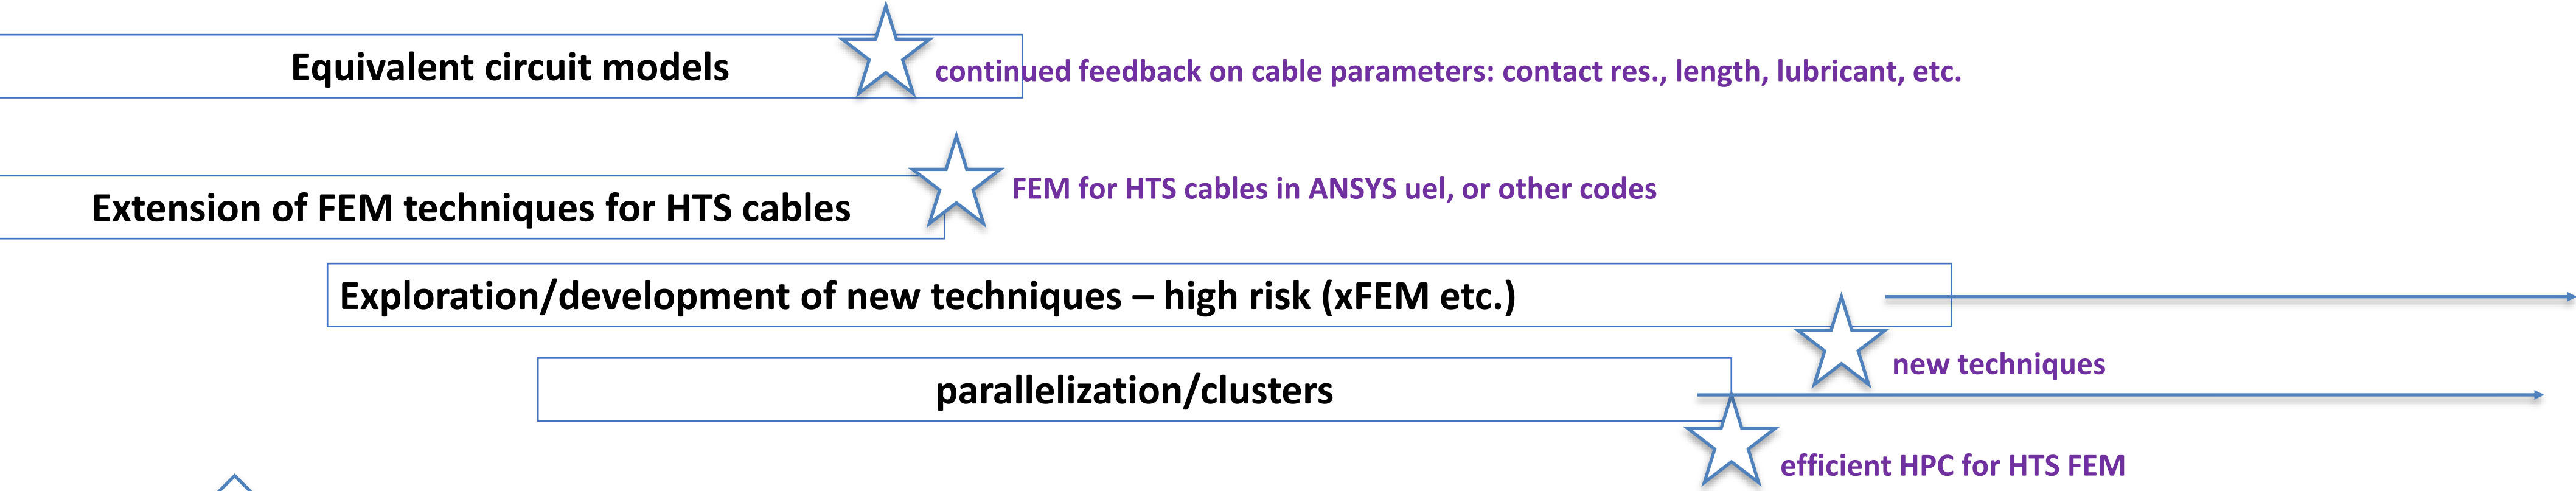 Equivalent circuit models
continued feedback on cable parameters: contact res., length, lubricant, etc.
Extension of FEM techniques for HTS cables
FEM for HTS cables in ANSYS uel, or other codes
Exploration/development of new techniques – high risk (xFEM etc.)
new techniques
parallelization/clusters
efficient HPC for HTS FEM